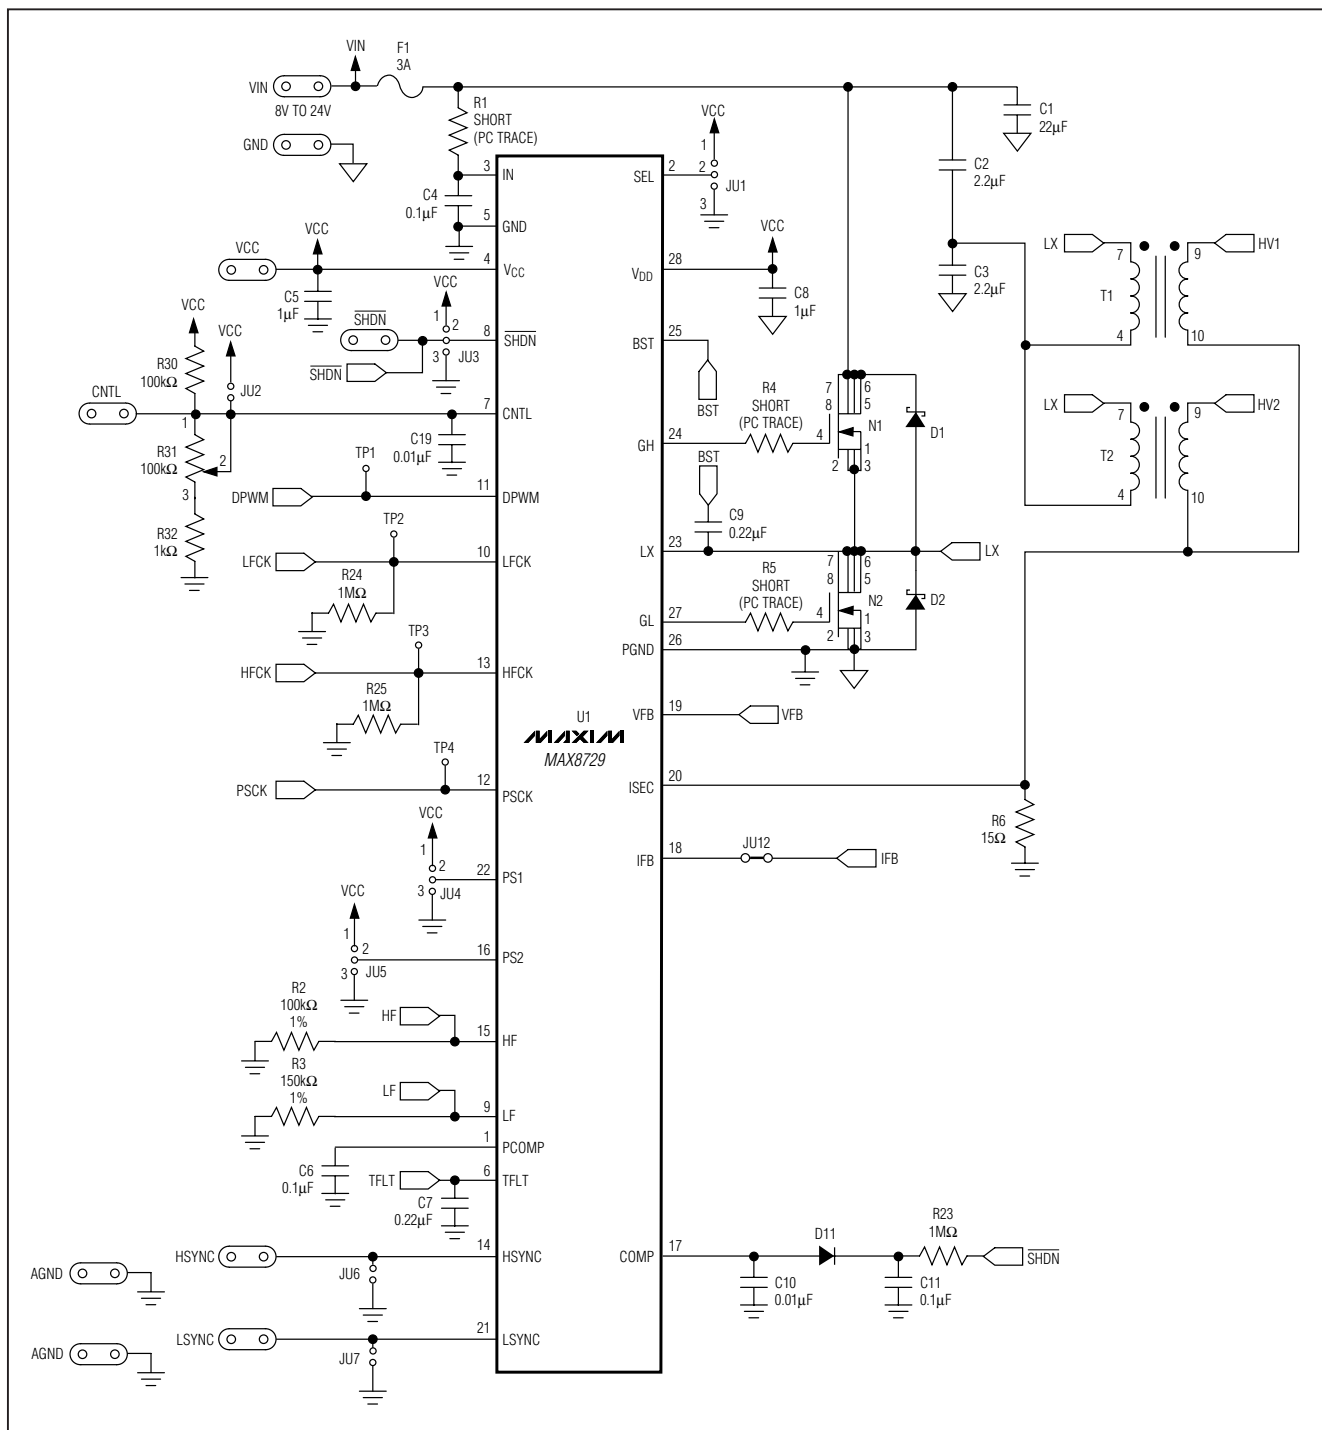 VIN
F1
3A
VIN
8V TO 24V
GND
R1
SHORT
(PC TRACE)
3
IN
C4
0.1µF
5
GND
VCC
1
2
2
3
SEL
JU1
C1
22µF
C2
2.2µF
C3
2.2µF
VCC
VCC
4
VCC
C5
1µF
28
VDD
VCC
C8
1µF
LX
7
9
HV1
T1
4
10
LX
7
9
HV2
T2
4
10
VCC
1
2
3
JU3
8
SHDN
SHDN
SHDN
25
BST
BST
VCC
R30
100kΩ
VCC
JU2
CNTL
1
7
CNTL
C19
0.01µF
R31
100kΩ
2
3
R32
1kΩ
24
GH
R4
SHORT
(PC TRACE)
4
7
8
6
5
N1
1
2
3
D1
BST
C9
0.22µF
TP1
DPWM
11
DPWM
TP2
LFCK
10
LFCK
R24
1MΩ
23
LX
LX
7
8
6
5
N2
1
2
3
4
D2
27
GL
R5
SHORT
(PC TRACE)
26
PGND
TP3
HFCK
13
HFCK
R25
1MΩ
19
VFB
VFB
U1
MAXIM
MAX8729
TP4
PSCK
12
PSCK
20
ISEC
R6
15Ω
VCC
1
2
3
JU4
22
PS1
18
IFB
JU12
IFB
VCC
1
2
3
JU5
16
PS2
R2
100kΩ
1%
HF
15
HF
R3
150kΩ
1%
LF
9
LF
1
PCOMP
C6
0.1µF
TFLT
6
TFLT
C7
0.22µF
HSYNC
14
HSYNC
JU6
17
COMP
D11
R23
1MΩ
SHDN
C10
0.01µF
C11
0.1µF
AGND
LSYNC
21
LSYNC
JU7
AGND